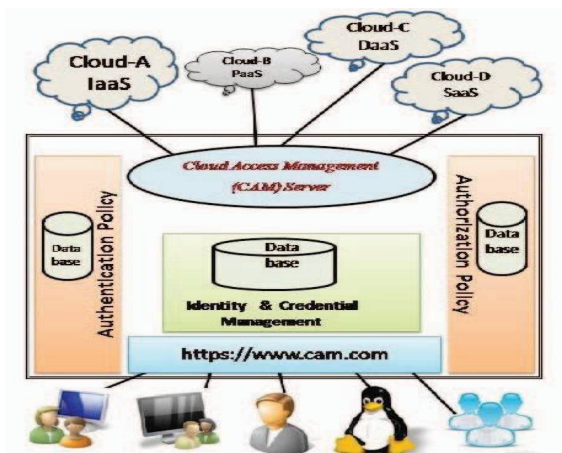 Cloud-A
IaaS
Cloud-B
PaaS
Cloud-C
DaaS
Cloud-D
SaaS
Cloud Access Management
(CAM) Server
Authentication Policy
Data
base
Data
base
Identity & Credential
Management
Authorization Policy
Data
base
https://www.cam.com